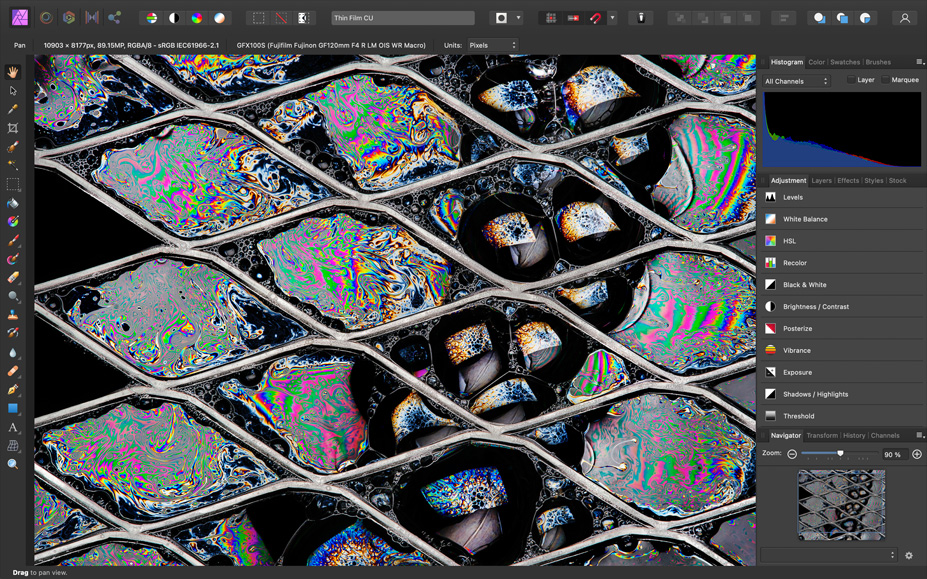 Thin Film CU
Pan 10903 × 8177px, 89.15MP, RGBA/8 - sRGB IEC61966-2.1 GFX100S (Fujifilm Fujinon GF120mm F4 R LM OIS WR Macro) Units: Pixels
Histogram Color Swatches Brushes
All Channels Layer Marquee
Adjustment Layers Effects Styles Stock
Levels
White Balance
HSL
Recolor
Black & White
Brightness / Contrast
Posterize
Vibrance
Exposure
Shadows / Highlights
Threshold
Navigator Transform History Channels
Zoom: 90 %
Drag to pan view.